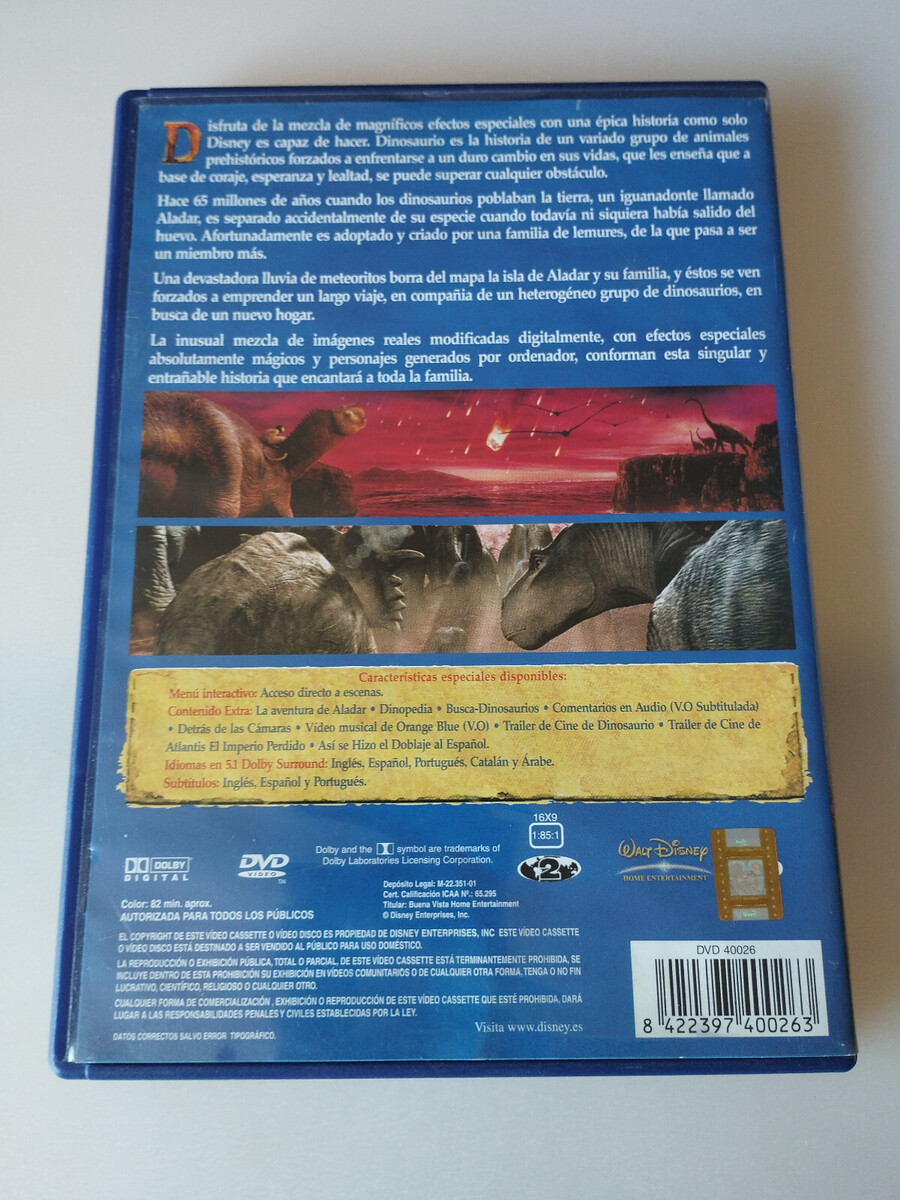 Disfruta de la mezcla de magníficos efectos especiales con una épica historia como solo
Disney es capaz de hacer. Dinosaurio es la historia de un variado grupo de animales
prehistóricos forzados a enfrentarse a un duro cambio en sus vidas, que les enseña que a
base de coraje, esperanza y lealtad, se puede superar cualquier obstáculo.
Hace 65 millones de años cuando los dinosaurios poblaban la tierra, un iguanadonte llamado
Aladar, es separado accidentalmente de su especie cuando todavía ni siquiera había salido del
huevo. Afortunadamente es adoptado y criado por una familia de lemures, de la que pasa a ser
un miembro más.
Una devastadora lluvia de meteoritos borra del mapa la isla de Aladar y su familia, y éstos se ven
forzados a emprender un largo viaje, en compañia de un heterogéneo grupo de dinosaurios, en
busca de un nuevo hogar.
La inusual mezcla de imágenes reales modificadas digitalmente, con efectos especiales
absolutamente mágicos y personajes generados por ordenador, conforman esta singular y
entrañable historia que encantará a toda la familia.
Características especiales disponibles:
Menú interactivo: Acceso directo a escenas.
Contenido Extra: La aventura de Aladar • Dinopedia • Busca-Dinosaurios • Comentarios en Audio (V.O Subtitulada)
• Detrás de las Cámaras • Vídeo musical de Orange Blue (V.O) • Trailer de Cine de Dinosaurio • Trailer de Cine de
Atlantis El Imperio Perdido • Así se Hizo el Doblaje al Español.
Idiomas en 5.1 Dolby Surround: Inglés, Español, Portugués, Catalán y Árabe.
Subtítulos: Inglés, Español y Portugués.
DOLBY
DIGITAL
DVD
VIDEO
TM
Dolby and the symbol are trademarks of
Dolby Laboratories Licensing Corporation.
16X9
1:85:1
2
WALT DISNEY
HOME ENTERTAINMENT
Color: 82 min. aprox.
AUTORIZADA PARA TODOS LOS PÚBLICOS
Depósito Legal: M-22.351-01
Cert. Calificación ICAA Nº.: 65.295
Titular: Buena Vista Home Entertainment
© Disney Enterprises, Inc.
EL COPYRIGHT DE ESTE VÍDEO CASSETTE O VÍDEO DISCO ES PROPIEDAD DE DISNEY ENTERPRISES, INC ESTE VÍDEO CASSETTE
O VÍDEO DISCO ESTÁ DESTINADO A SER VENDIDO AL PÚBLICO PARA USO DOMÉSTICO.
LA REPRODUCCIÓN O EXHIBICIÓN PÚBLICA, TOTAL O PARCIAL, DE ESTE VÍDEO CASSETTE ESTÁ TERMINANTEMENTE PROHIBIDA, SE
INCLUYE DENTRO DE ESTA PROHIBICIÓN SU EXHIBICIÓN EN VÍDEOS COMUNITARIOS O DE CUALQUIER OTRA FORMA, TENGA O NO FIN
LUCRATIVO, CIENTÍFICO, RELIGIOSO O CUALQUIER OTRO.
CUALQUIER FORMA DE COMERCIALIZACIÓN, EXHIBICIÓN O REPRODUCCIÓN DE ESTE VÍDEO CASSETTE QUE ESTÉ PROHIBIDA, DARÁ
LUGAR A LAS RESPONSABILIDADES PENALES Y CIVILES ESTABLECIDAS POR LA LEY.
DATOS CORRECTOS SALVO ERROR TIPOGRÁFICO.
Visita www.disney.es
DVD 40026
8 422397 400263